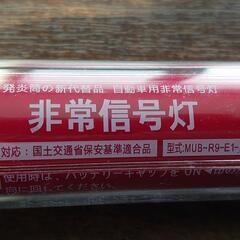 発炎筒の新代替品 自動車用非常信号灯
非常信号灯
対応：国土交通省保安基準適合品
型式:MUB-R9-E1-
使用時は、バッテリーキャップを ON